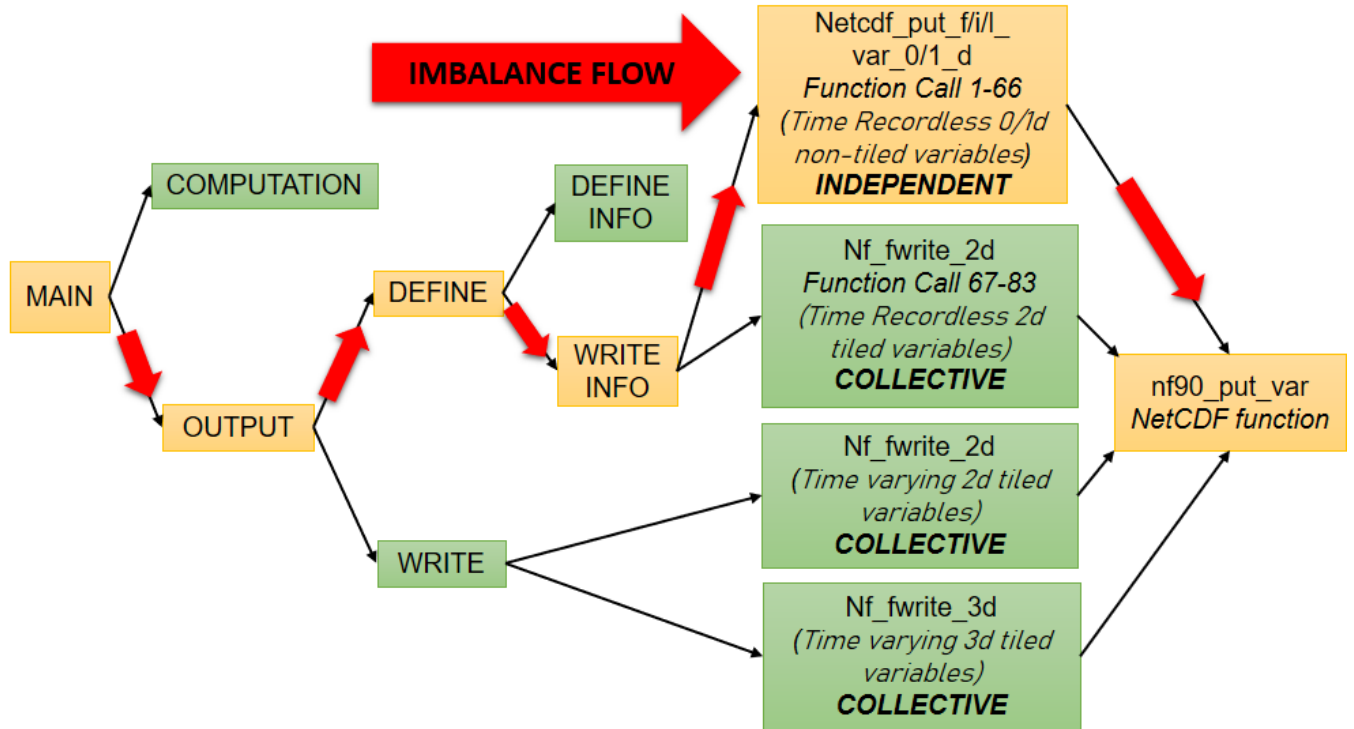 IMBALANCE FLOW
Netcdf_put_f/i/l_
var_0/1_d
Function Call 1-66
(Time Recordless 0/1d
non-tiled variables)
INDEPENDENT
COMPUTATION
DEFINE
INFO
MAIN
DEFINE
Nf_fwrite_2d
Function Call 67-83
(Time Recordless 2d
tiled variables)
COLLECTIVE
WRITE
INFO
OUTPUT
nf90_put_var
NetCDF function
Nf_fwrite_2d
(Time varying 2d tiled
variables)
COLLECTIVE
WRITE
Nf_fwrite_3d
(Time varying 3d tiled
variables)
COLLECTIVE